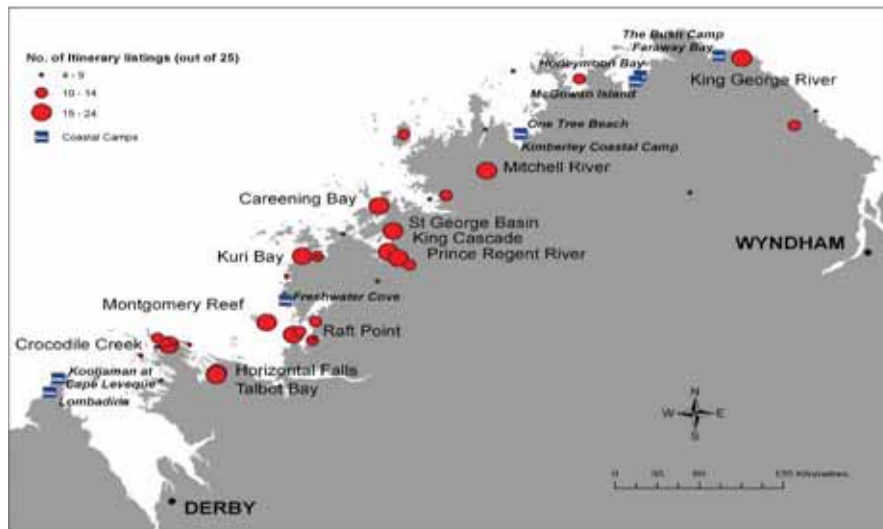 No. of Itinerary listings (out of 25)
4 - 9
10 - 14
15 - 24
Coastal Camps
The Bush Camp
Faraway Bay
Honeymoon Bay
King George River
McGowan Island
One Tree Beach
Kimberley Coastal Camp
Mitchell River
Careening Bay
St George Basin
King Cascade
Prince Regent River
WYNDHAM
Kuri Bay
Freshwater Cove
Montgomery Reef
Raft Point
Crocodile Creek
Kooljaman at
Cape Leveque
Horizontal Falls
Talbot Bay
Lombadina
N
W E
S
0
Kilometres
DERBY